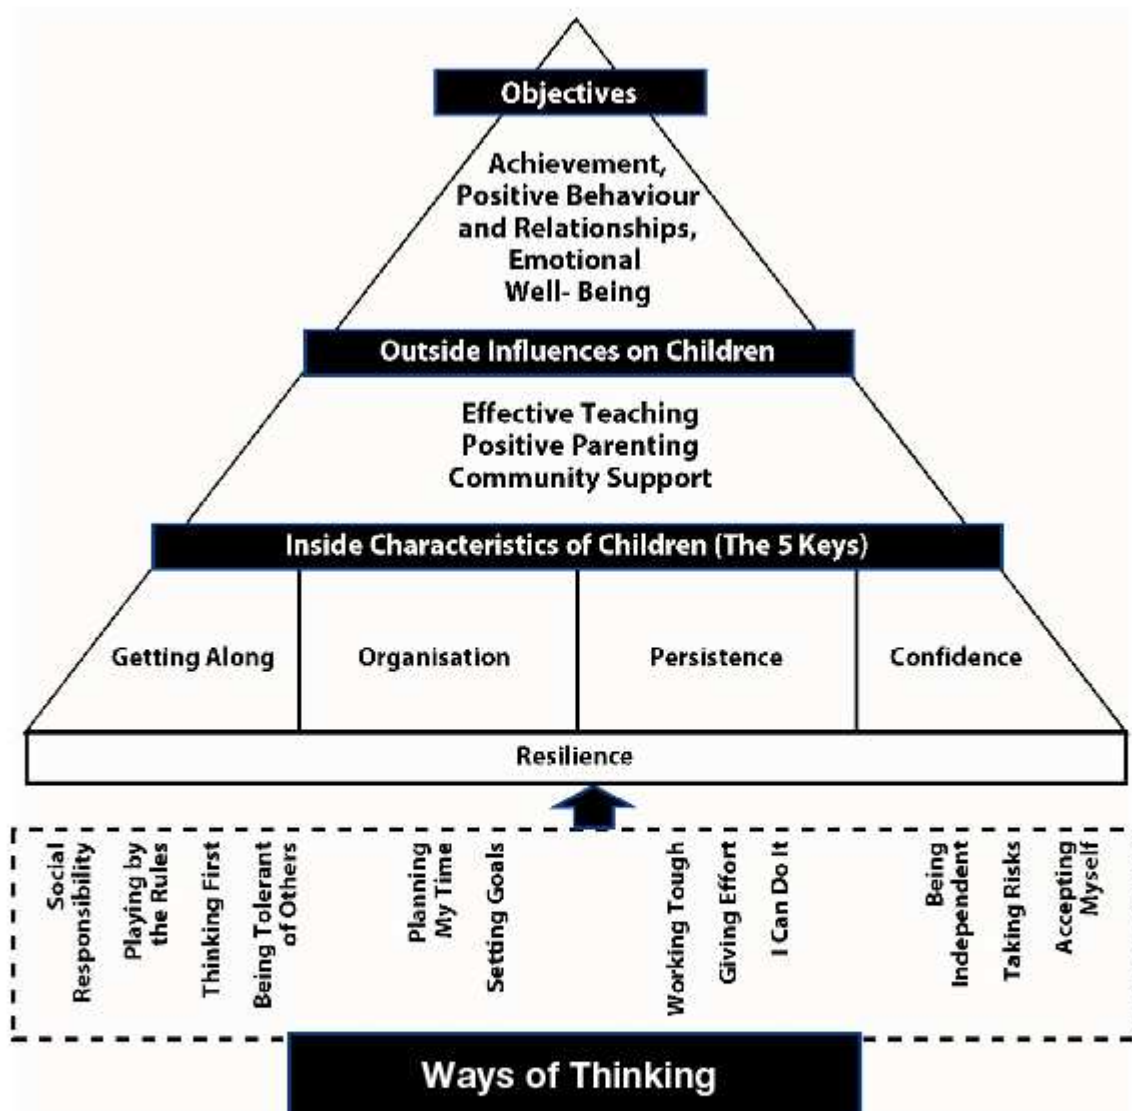 Objectives
Achievement,
Positive Behaviour
and Relationships,
Emotional
Well- Being
Outside Influences on Children
Effective Teaching
Positive Parenting
Community Support
Inside Characteristics of Children (The 5 Keys)
Getting Along
Organisation
Persistence
Confidence
Resilience
Social
Responsibility
Playing by
the Rules
Thinking First
Being Tolerant
of Others
Planning
My Time
Setting Goals
Working Tough
Giving Effort
I Can Do It
Being
Independent
Taking Risks
Accepting
Myself
Ways of Thinking